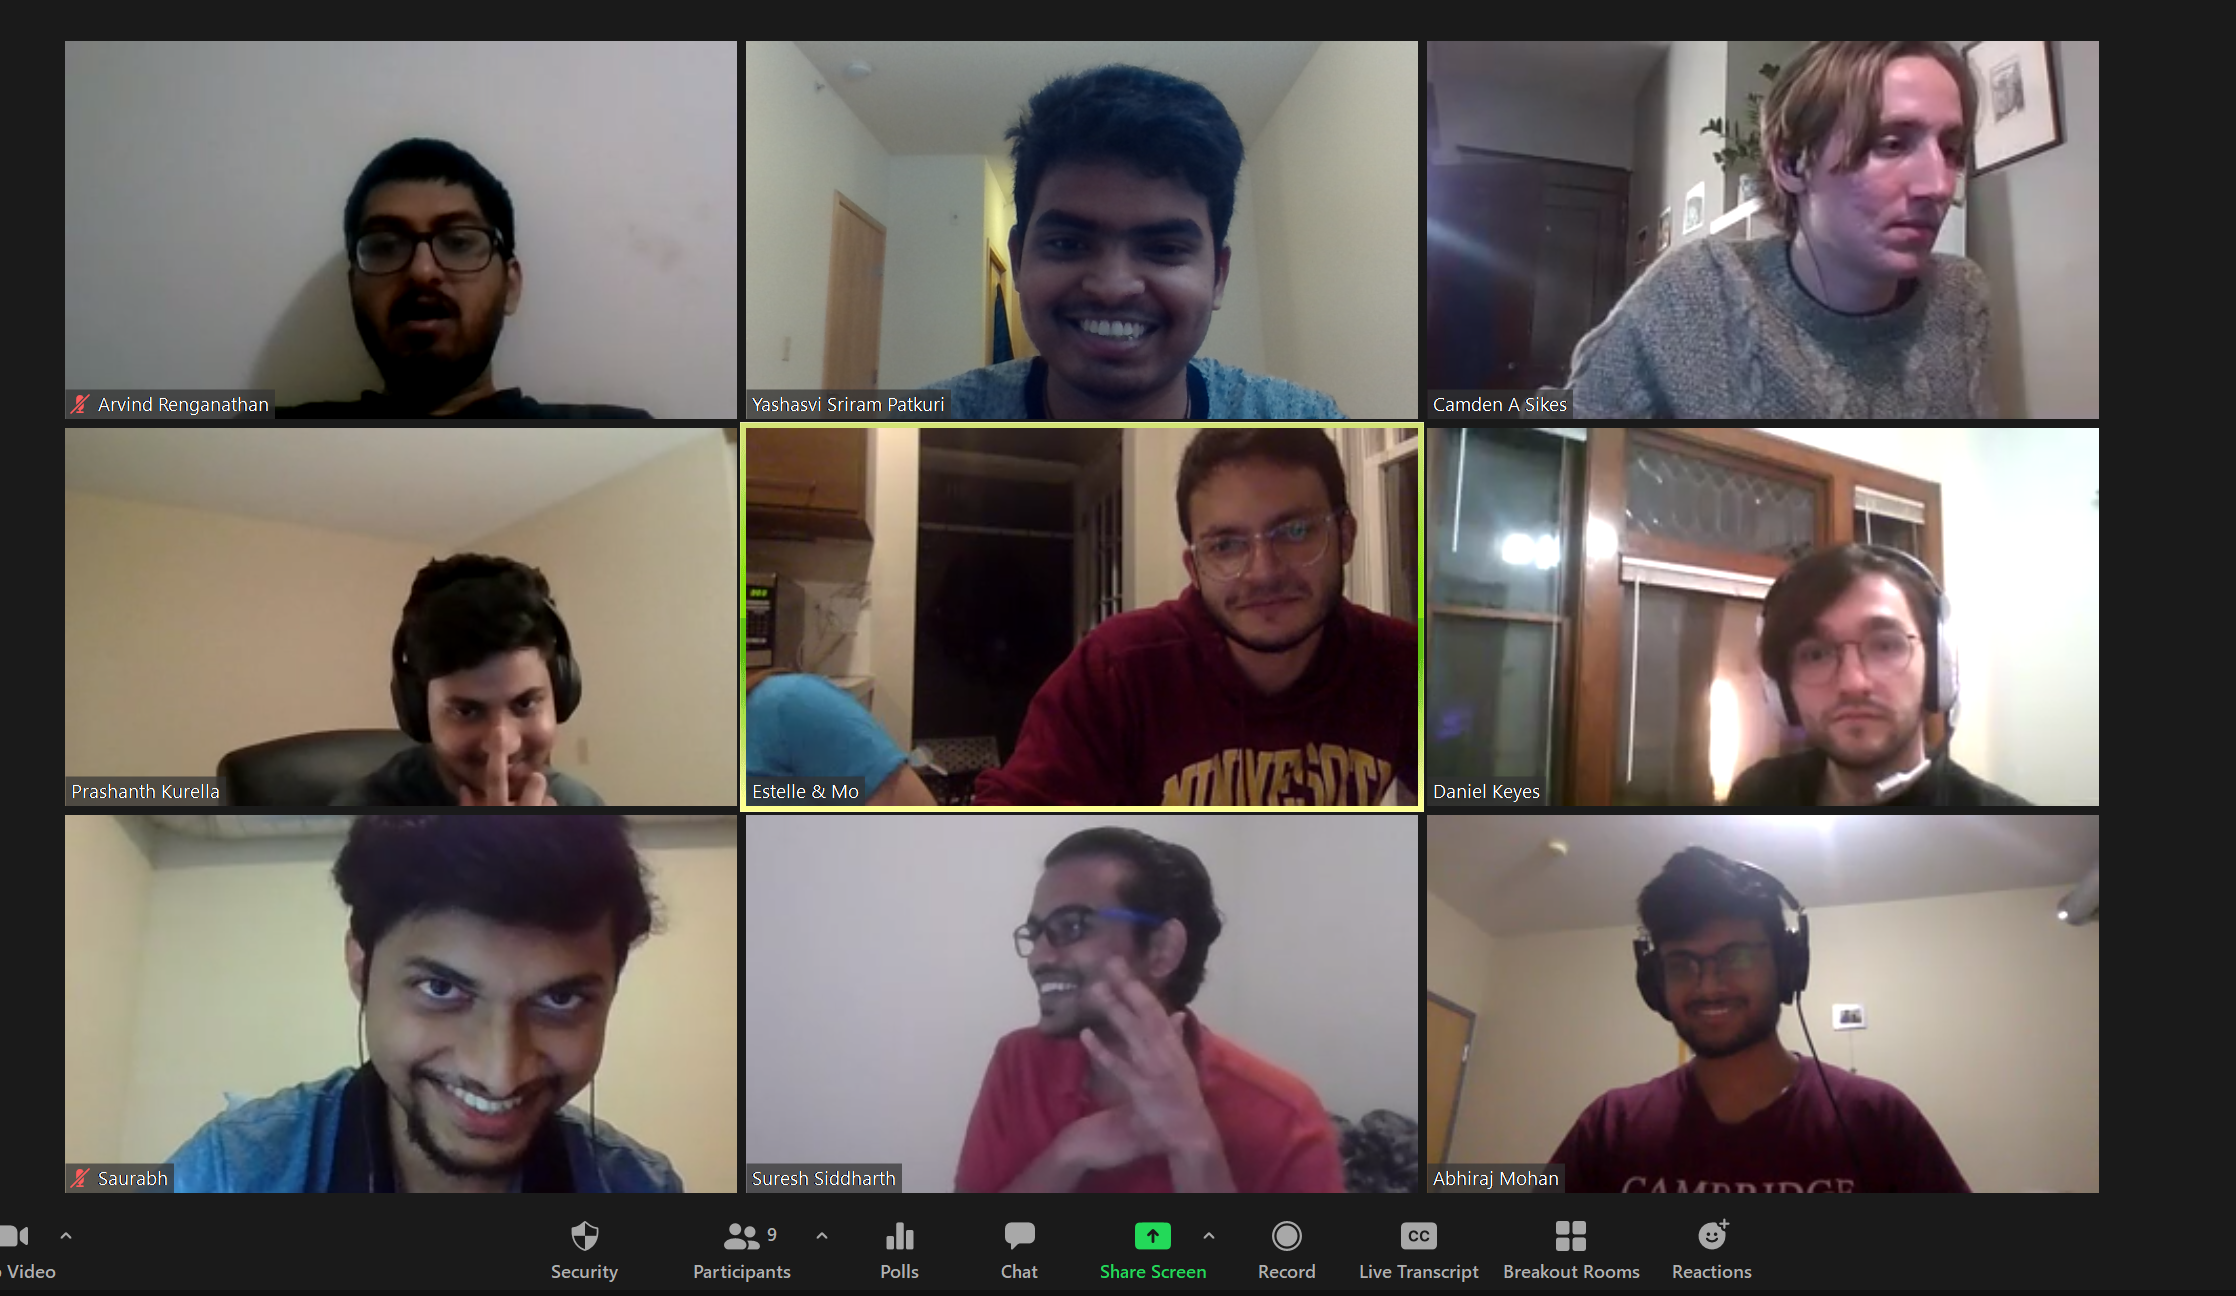 Arvind Renganathan
Yashasvi Sriram Patkuri
Camden A Sikes
Prashanth Kurella
MINNESOTA
Estelle & Mo
Daniel Keyes
Saurabh
Suresh Siddharth
CAMBRIDGE
Abhiraj Mohan
9
CC
Video
Security
Participants
Polls
Chat
Share Screen
Record
Live Transcript
Breakout Rooms
Reactions